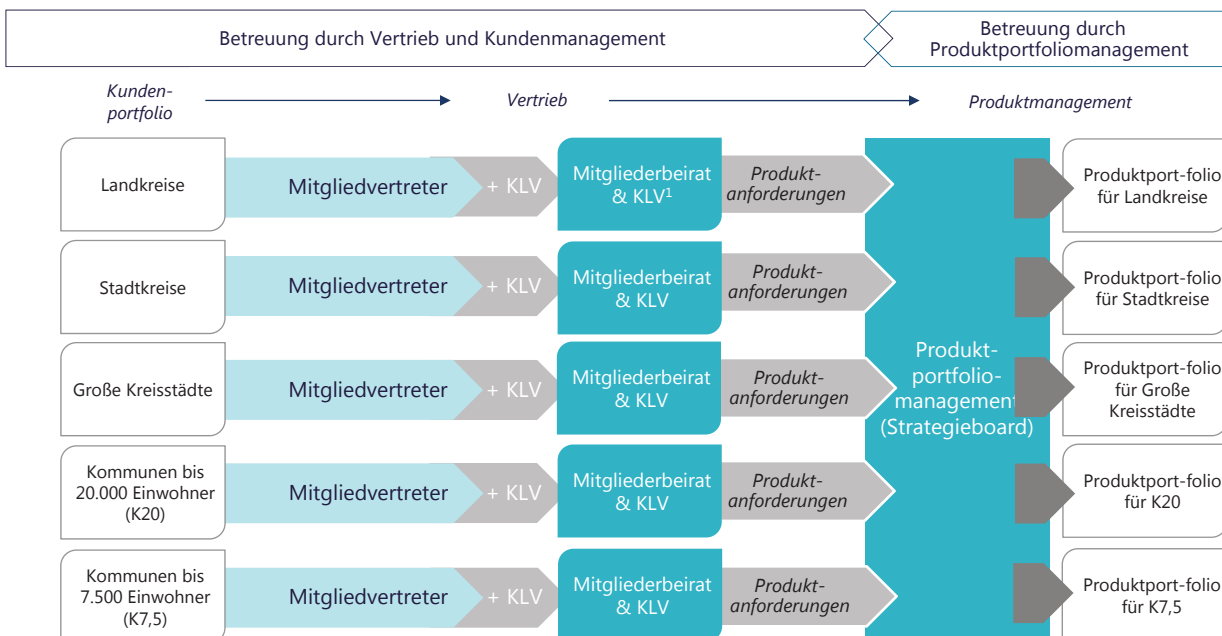 Betreuung durch Vertrieb und Kundenmanagement
Betreuung durch
Produktportfoliomanagement
Kunden-
portfolio
Vertrieb
Produktmanagement
Landkreise
Mitgliedvertreter
+ KLV
Mitgliederbeirat
& KLV¹
Produkt-
anforderungen
Produktport-folio
für Landkreise
Stadtkreise
Mitgliedvertreter
+ KLV
Mitgliederbeirat
& KLV
Produkt-
anforderungen
Produktport-folio
für Stadtkreise
Große Kreisstädte
Mitgliedvertreter
+ KLV
Mitgliederbeirat
& KLV
Produkt-
anforderungen
Produkt-
portfolio-
management
(Strategieboard)
Produktport-folio
für Große
Kreisstädte
Kommunen bis
20.000 Einwohner
(K20)
Mitgliedvertreter
+ KLV
Mitgliederbeirat
& KLV
Produkt-
anforderungen
Produktport-folio
für K20
Kommunen bis
7.500 Einwohner
(K7,5)
Mitgliedvertreter
+ KLV
Mitgliederbeirat
& KLV
Produkt-
anforderungen
Produktport-folio
für K7,5